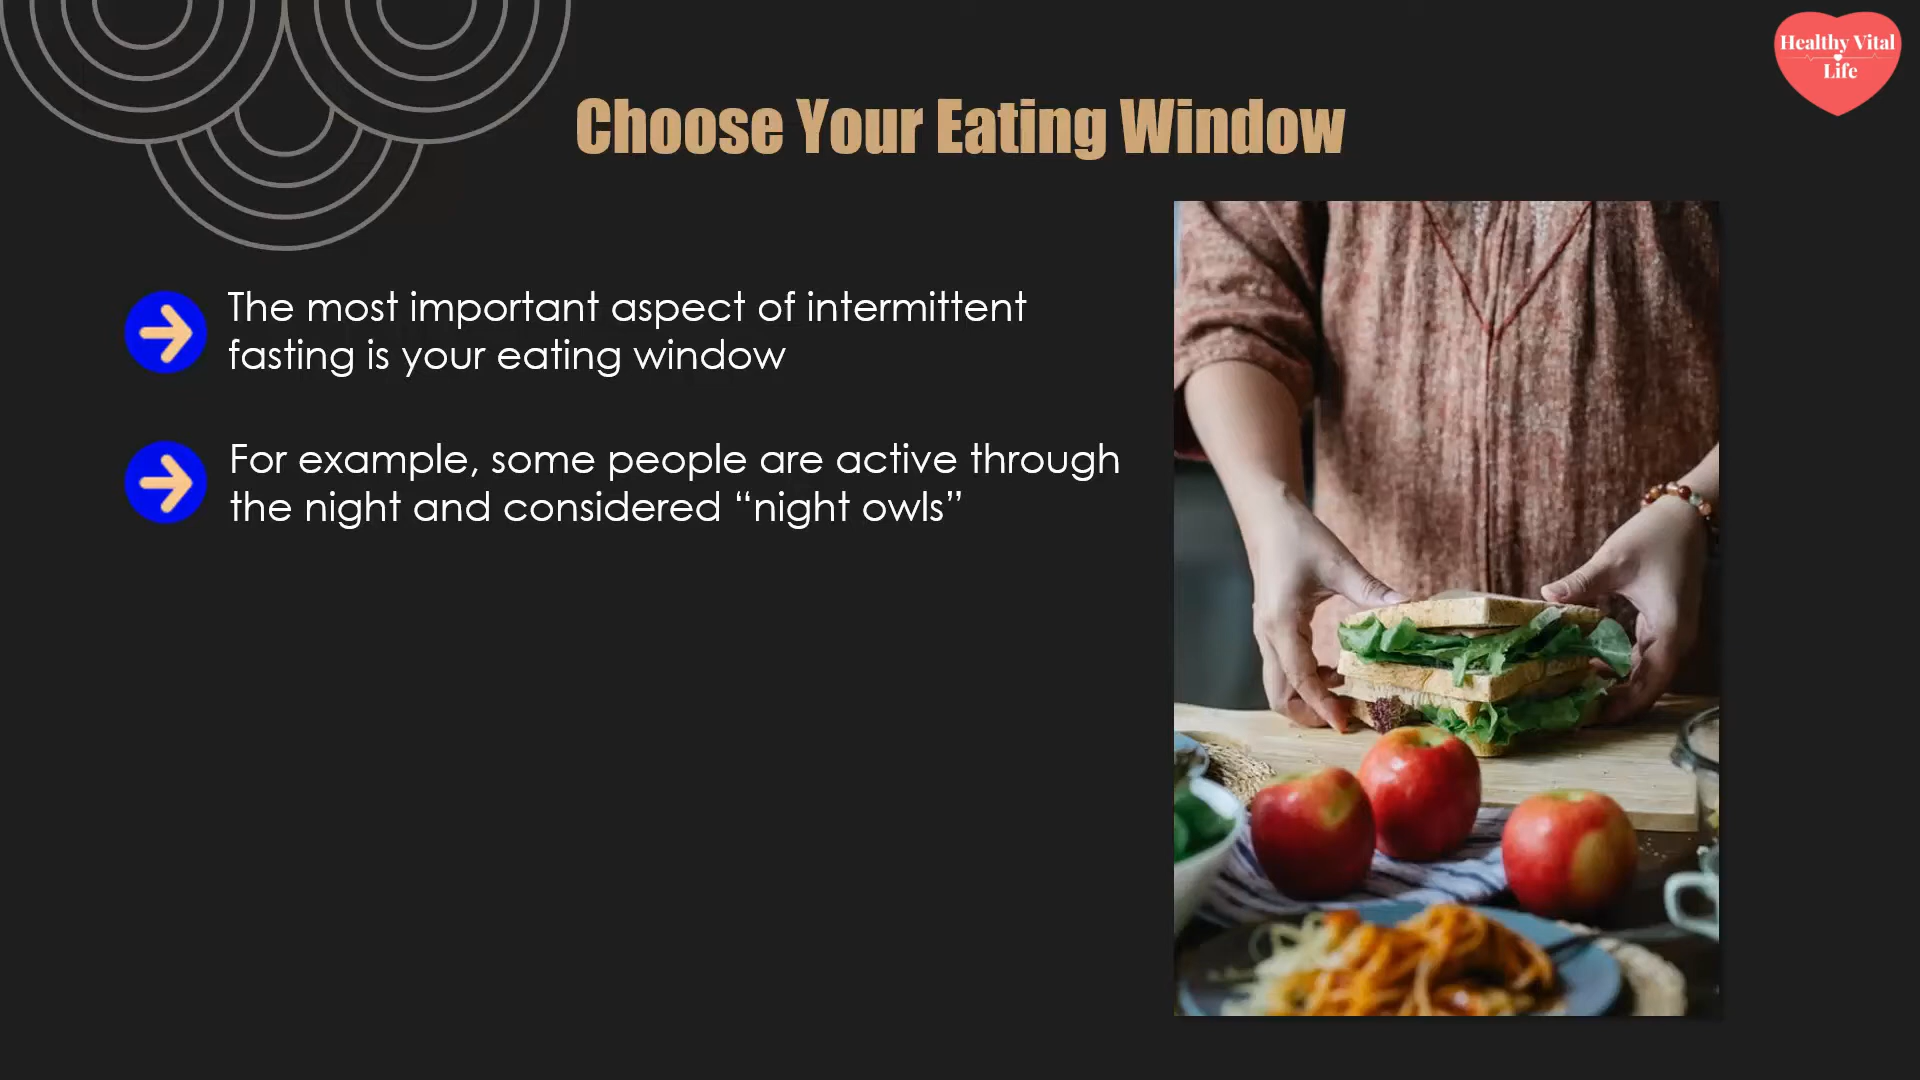 Healthy Vital
Life
Choose Your Eating Window
The most important aspect of intermittent
fasting is your eating window
For example, some people are active through
the night and considered “night owls”